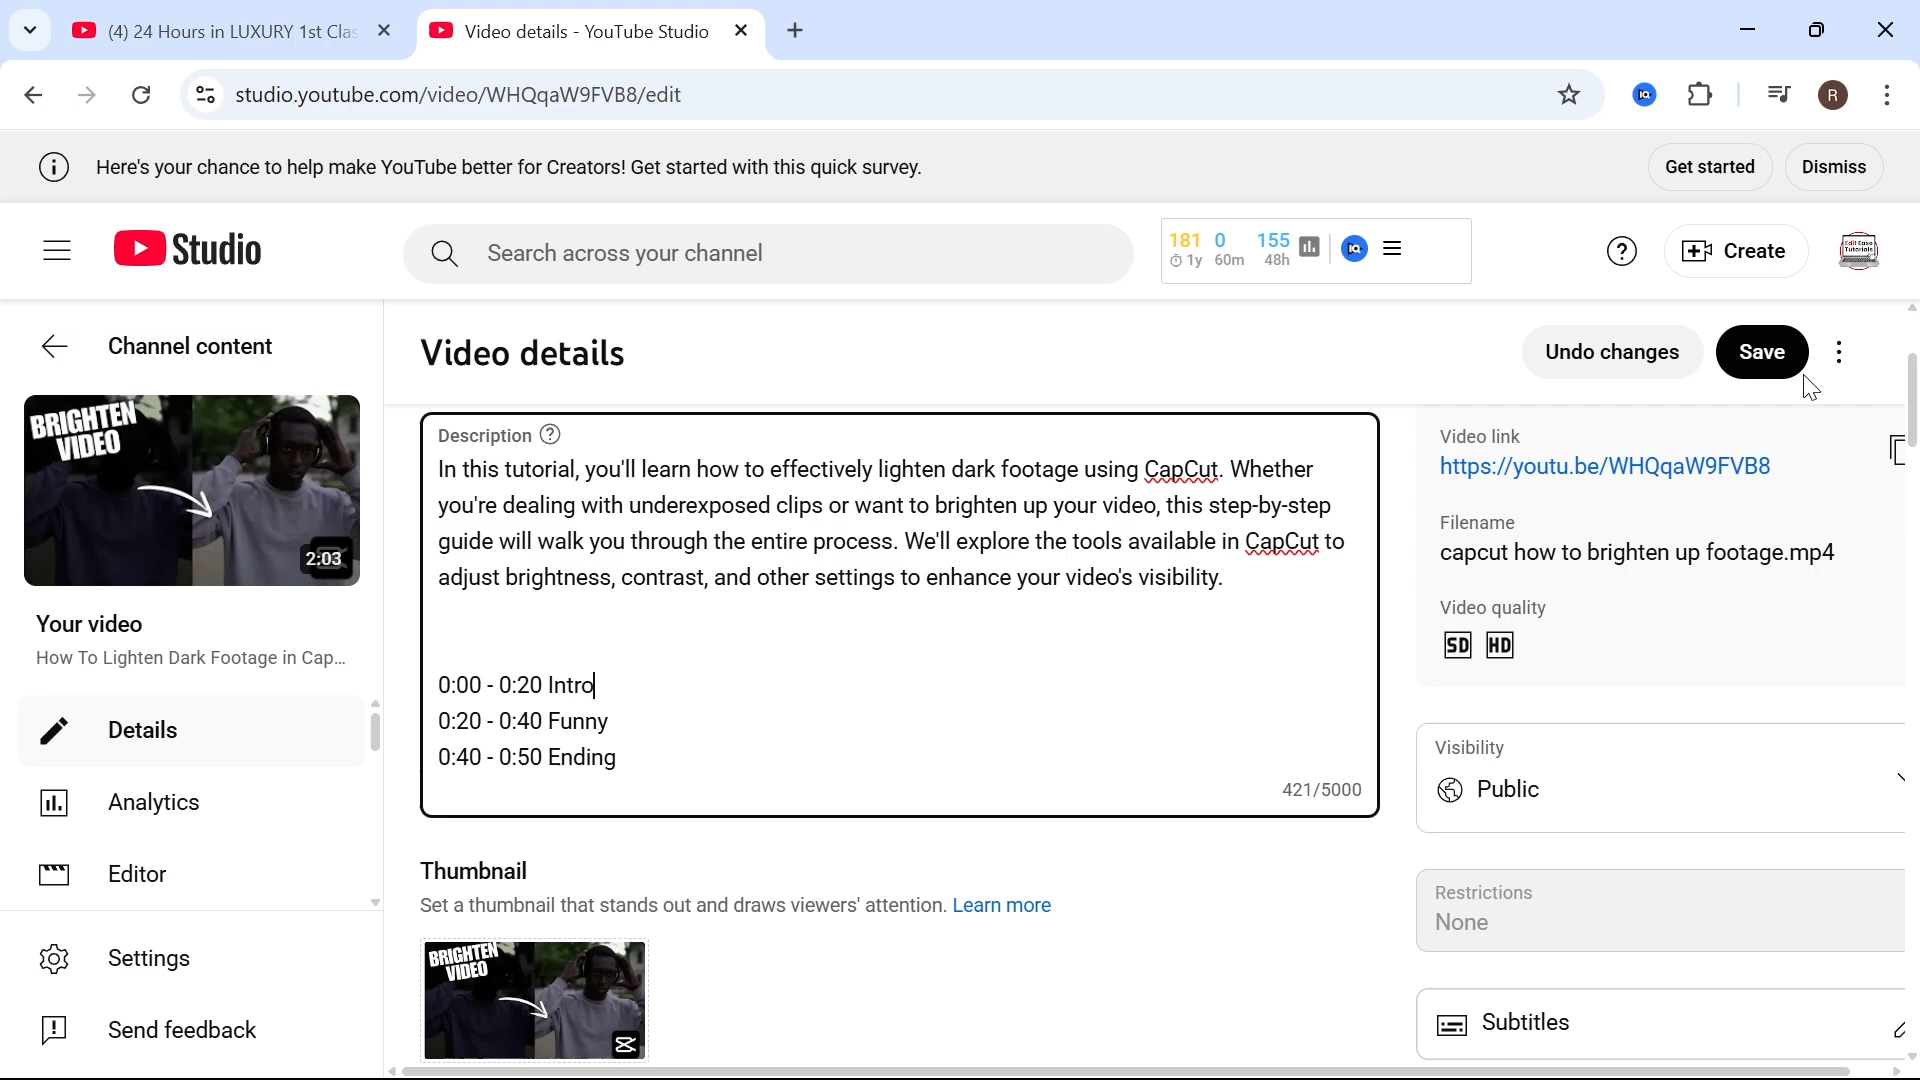 (4) 24 Hours in LUXURY 1st Clas
Video details - YouTube Studio
studio.youtube.com/video/WHQqaW9FVB8/edit
R
Here's your chance to help make YouTube better for Creators! Get started with this quick survey.
Get started
Dismiss
Studio
Search across your channel
181 0 155
1y 60m 48h
Create
Channel content
Video details
Undo changes
Save
BRIGHTEN
VIDEO
2:03
Your video
How To Lighten Dark Footage in Cap...
Details
Analytics
Editor
Settings
Send feedback
Description
In this tutorial, you'll learn how to effectively lighten dark footage using CapCut. Whether
you're dealing with underexposed clips or want to brighten up your video, this step-by-step
guide will walk you through the entire process. We'll explore the tools available in CapCut to
adjust brightness, contrast, and other settings to enhance your video's visibility.
0:00 - 0:20 Intro
0:20 - 0:40 Funny
0:40 - 0:50 Ending
421/5000
Thumbnail
Set a thumbnail that stands out and draws viewers' attention. Learn more
BRIGHTEN
VIDEO
Video link
https://youtu.be/WHQqaW9FVB8
Filename
capcut how to brighten up footage.mp4
Video quality
SD HD
Visibility
Public
Restrictions
None
Subtitles